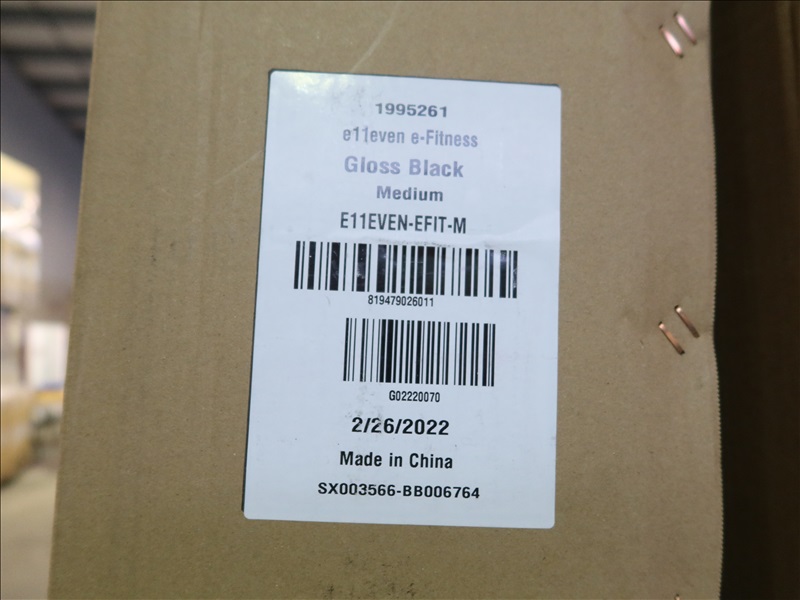 1995261
e11even e-Fitness
Gloss Black
Medium
E11EVEN-EFIT-M
819479026011
G02220070
2/26/2022
Made in China
SX003566-BB006764